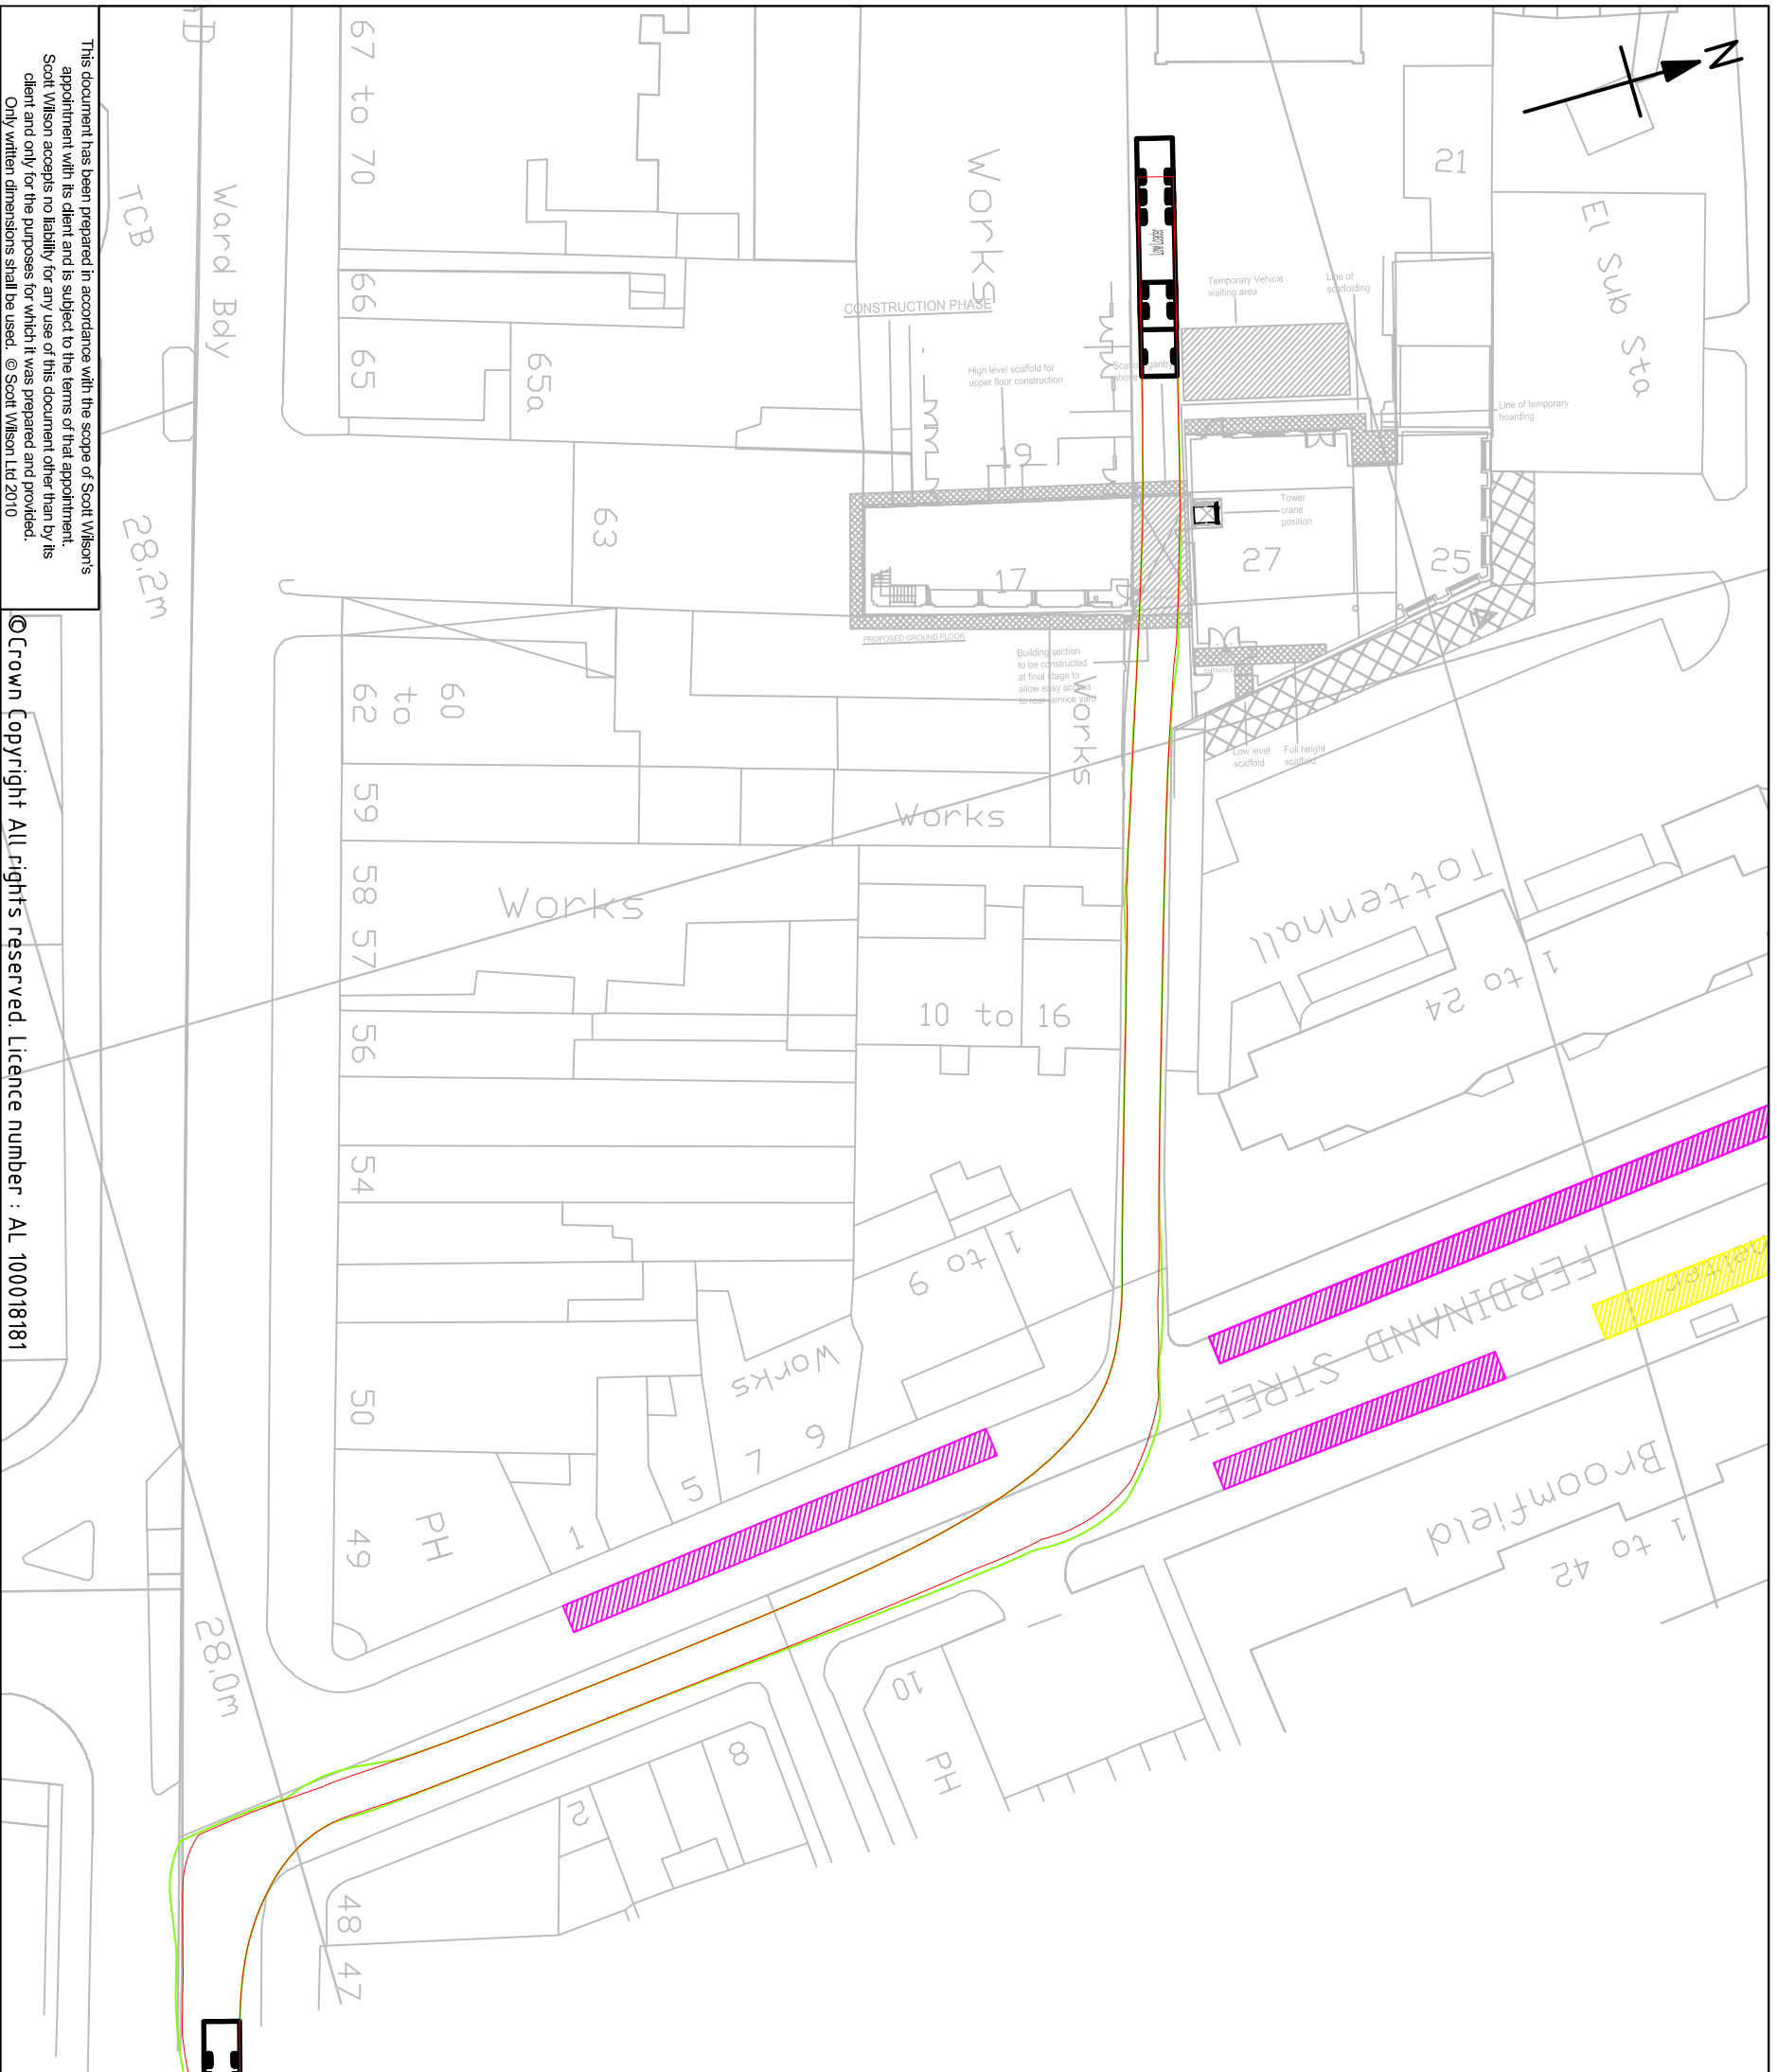 N
21
El Sub Sta
67 to 70
Works
Temporary Vehicle
waiting area
Line of
scaffolding
TCB
Ward Bdy
66
65
65a
CONSTRUCTION PHASE
High level scaffold for
upper floor construction
Line of temporary
hoarding
19
63
17
Tower
crane
position
27
25
28.2m
PROPOSED GROUND FLOOR
Building section
to be constructed
at final stage to
allow easy access
to rear service yard
ENTRANCE
Works
Low level
scaffold
Full height
scaffold
60
to
62
59
Works
58
57
Works
Tottenhall
1 to 24
10 to 16
56
54
1 to 9
FERDINAND STREET
Works
50
5
7
9
Broomfield
1 to 42
49
PH
1
28.0m
10
PH
8
2
48
47
This document has been prepared in accordance with the scope of Scott Wilson's
appointment with its client and is subject to the terms of that appointment.
Scott Wilson accepts no liability for any use of this document other than by its
client and only for the purposes for which it was prepared and provided.
Only written dimensions shall be used. © Scott Wilson Ltd 2010
©Crown Copyright All rights reserved. Licence number : AL 100018181